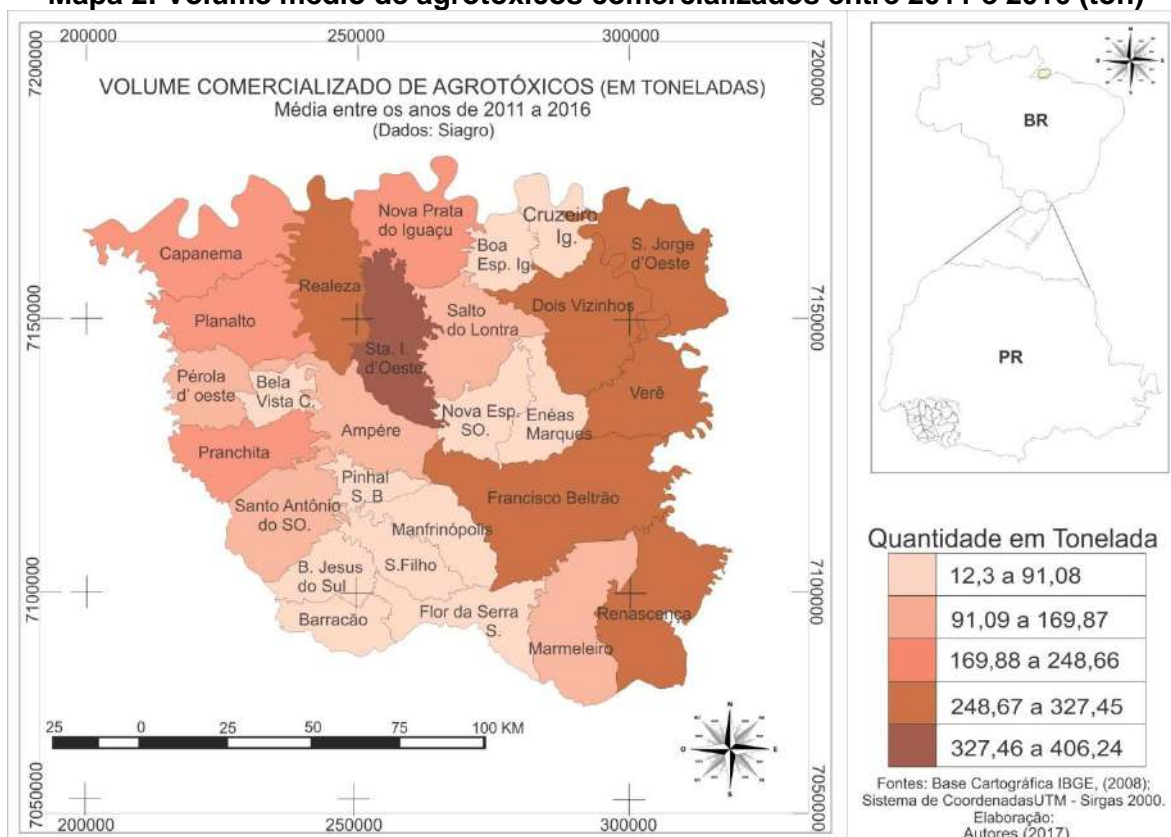 Mapa 2: Volume médio de agrotóxicos comercializados entre 2011 e 2016 (ton)
200000
250000
300000
7200000
7200000
VOLUME COMERCIALIZADO DE AGROTÓXICOS (EM TONELADAS)
Média entre os anos de 2011 a 2016
(Dados: Siagro)
Capanema
Realeza
Nova Prata
do Iguaçu
Boa
Esp. Ig.
Cruzeiro
Ig.
S. Jorge
d'Oeste
7150000
7150000
Planalto
Sta. I.
d'Oeste
Salto
do Lontra
Dois Vizinhos
Pérola
d' oeste
Bela
Vista C.
Ampére
Nova Esp.
SO.
Enéas
Marques
Verê
Pranchita
Pinhal
S. B
Francisco Beltrão
Santo Antônio
do SO.
Manfrinópolis
B. Jesus
do Sul
S.Filho
7100000
7100000
Barracão
Flor da Serra
S.
Marmeleiro
Renascença
25
0
25
50
75
100 KM
N
O
E
S
7050000
7050000
200000
250000
300000
BR
PR
Quantidade em Tonelada
12,3 a 91,08
91,09 a 169,87
169,88 a 248,66
248,67 a 327,45
327,46 a 406,24
Fontes: Base Cartográfica IBGE, (2008);
Sistema de CoordenadasUTM - Sirgas 2000.
Elaboração:
Autores (2017)